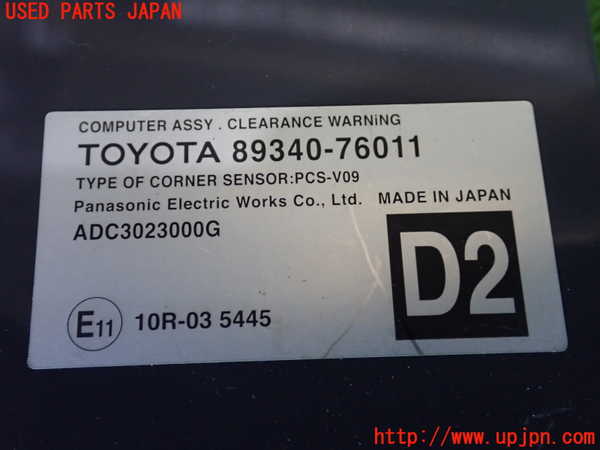 USED PARTS JAPAN
COMPUTER ASSY . CLEARANCE WARNiNG
TOYOTA 89340-76011
TYPE OF CORNER SENSOR:PCS-V09
Panasonic Electric Works Co., Ltd. MADE IN JAPAN
ADC3023000G
D2
E11 10R-03 5445
http://www.upjpn.com/